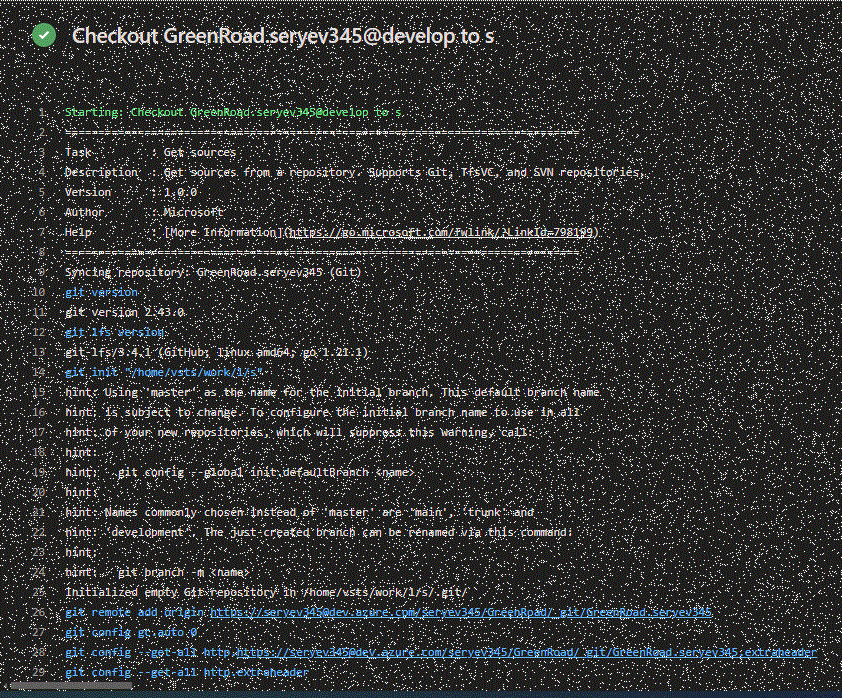 Checkout GreenRoad.seryev345@develop to s
1 Starting: Checkout GreenRoad.seryev345@develop to s
2 ==============================================================================
3 Task         : Get sources
4 Description  : Get sources from a repository. Supports Git, TfsVC, and SVN repositories.
5 Version      : 1.0.0
6 Author       : Microsoft
7 Help         : [More Information](https://go.microsoft.com/fwlink/?LinkId=798199)
8 ==============================================================================
9 Syncing repository: GreenRoad.seryev345 (Git)
10 git version
11 git version 2.43.0
12 git lfs version
13 git-lfs/3.4.1 (GitHub; linux amd64; go 1.21.1)
14 git init "/home/vsts/work/1/s"
15 hint: Using 'master' as the name for the initial branch. This default branch name
16 hint: is subject to change. To configure the initial branch name to use in all
17 hint: of your new repositories, which will suppress this warning, call:
18 hint:
19 hint:   git config --global init.defaultBranch <name>
20 hint:
21 hint: Names commonly chosen instead of 'master' are 'main', 'trunk' and
22 hint: 'development'. The just-created branch can be renamed via this command:
23 hint:
24 hint:   git branch -m <name>
25 Initialized empty Git repository in /home/vsts/work/1/s/.git/
26 git remote add origin https://seryev345@dev.azure.com/seryev345/GreenRoad/_git/GreenRoad.seryev345
27 git config gc.auto 0
28 git config --get-all http.https://seryev345@dev.azure.com/seryev345/GreenRoad/_git/GreenRoad.seryev345.extraheader
29 git config --get-all http.extraheader